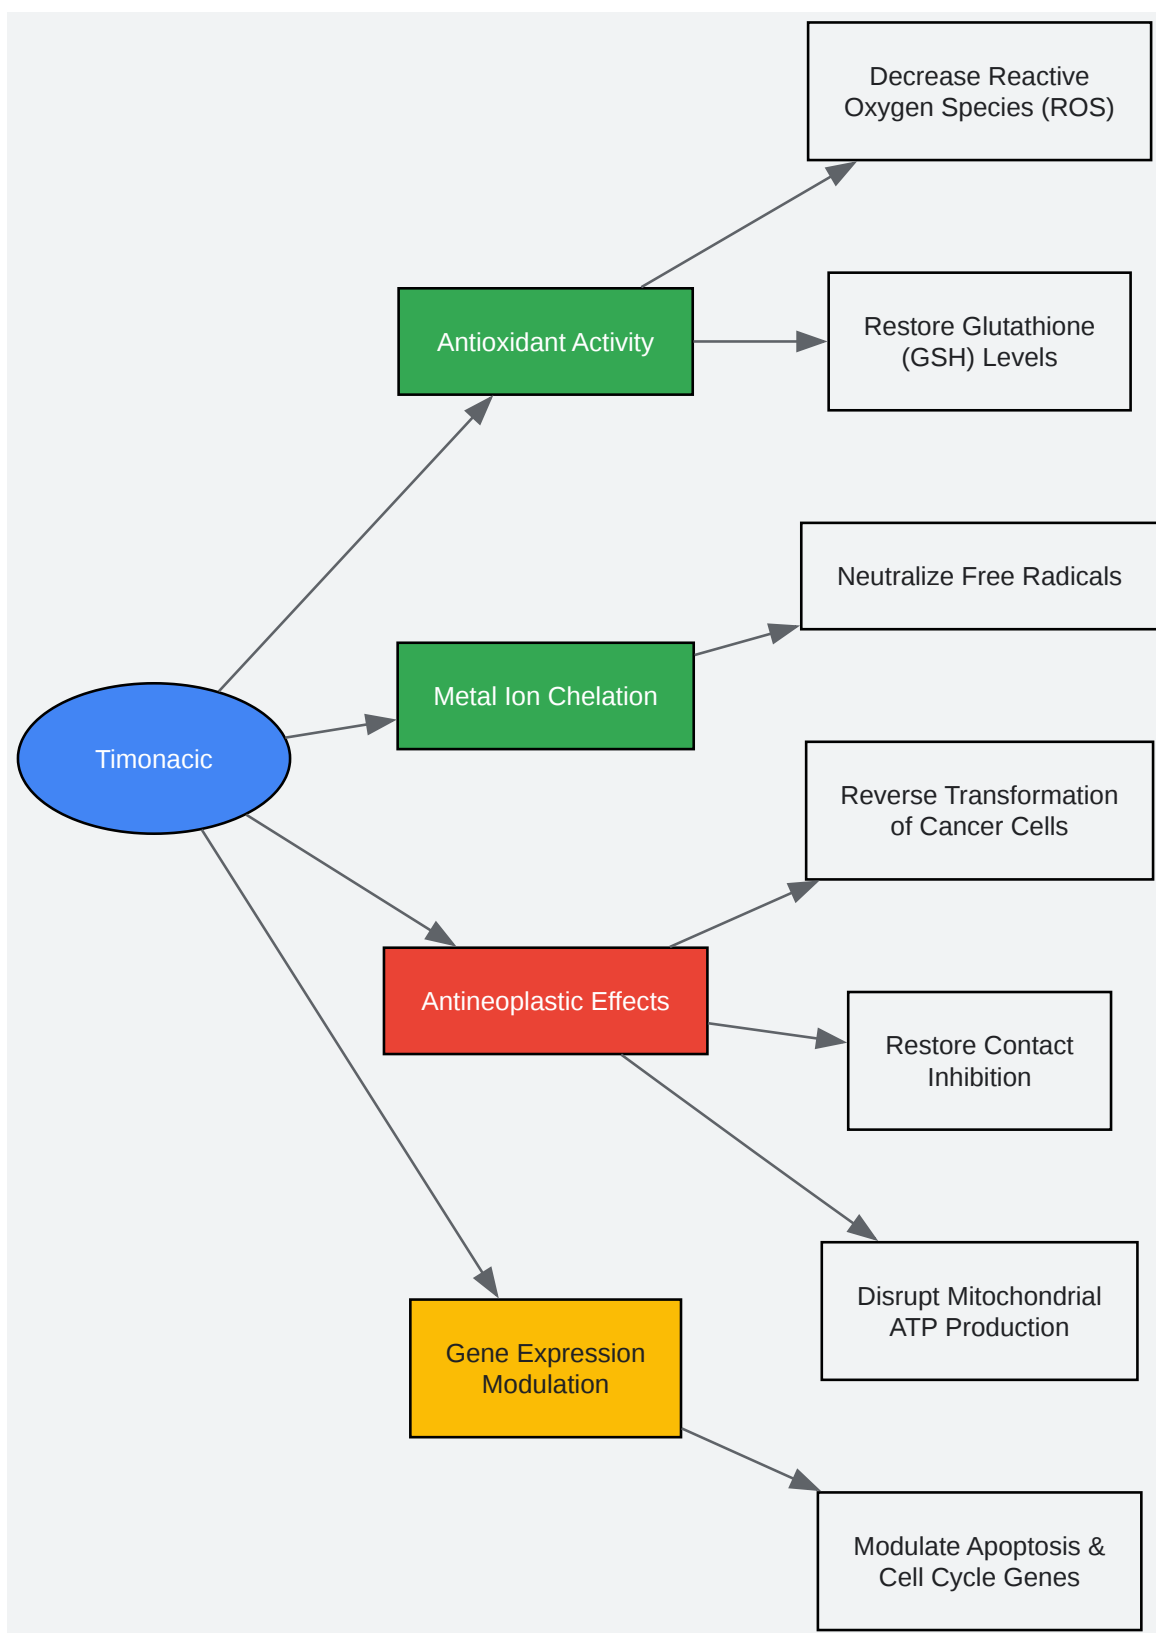 Decrease Reactive
Oxygen Species (ROS)
Antioxidant Activity
Restore Glutathione
(GSH) Levels
Neutralize Free Radicals
Metal Ion Chelation
Timonacic
Reverse Transformation
of Cancer Cells
Antineoplastic Effects
Restore Contact
Inhibition
Disrupt Mitochondrial
ATP Production
Gene Expression
Modulation
Modulate Apoptosis &
Cell Cycle Genes